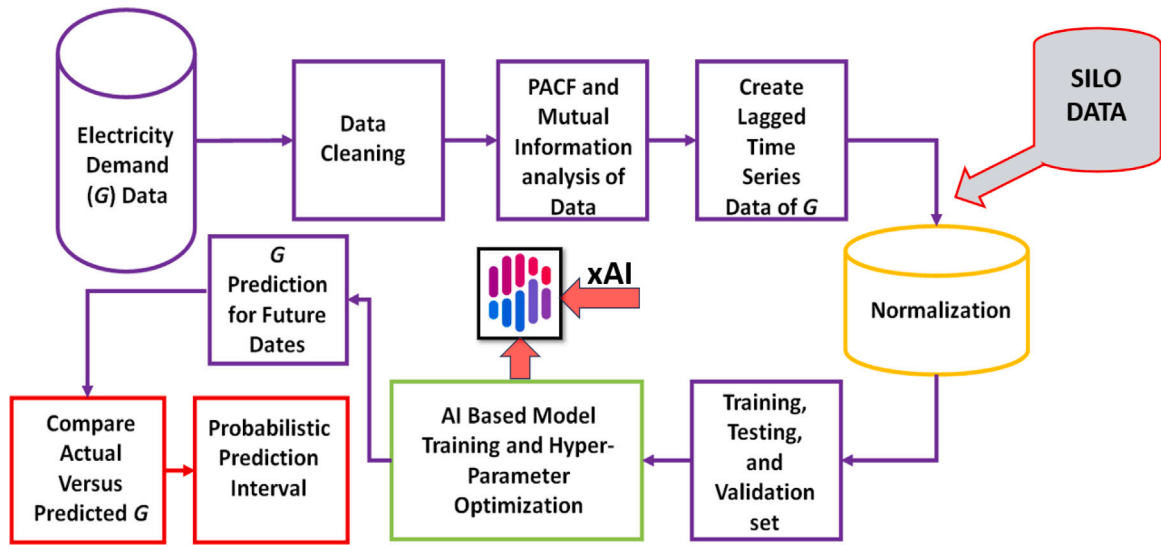 Electricity
Demand
(G) Data
Data
Cleaning
PACF and
Mutual
Information
analysis of
Data
Create
Lagged
Time
Series
Data of G
SILO
DATA
Normalization
Training,
Testing,
and
Validation
set
AI Based Model
Training and Hyper-
Parameter
Optimization
xAI
G
Prediction
for Future
Dates
Compare
Actual
Versus
Predicted G
Probabilistic
Prediction
Interval